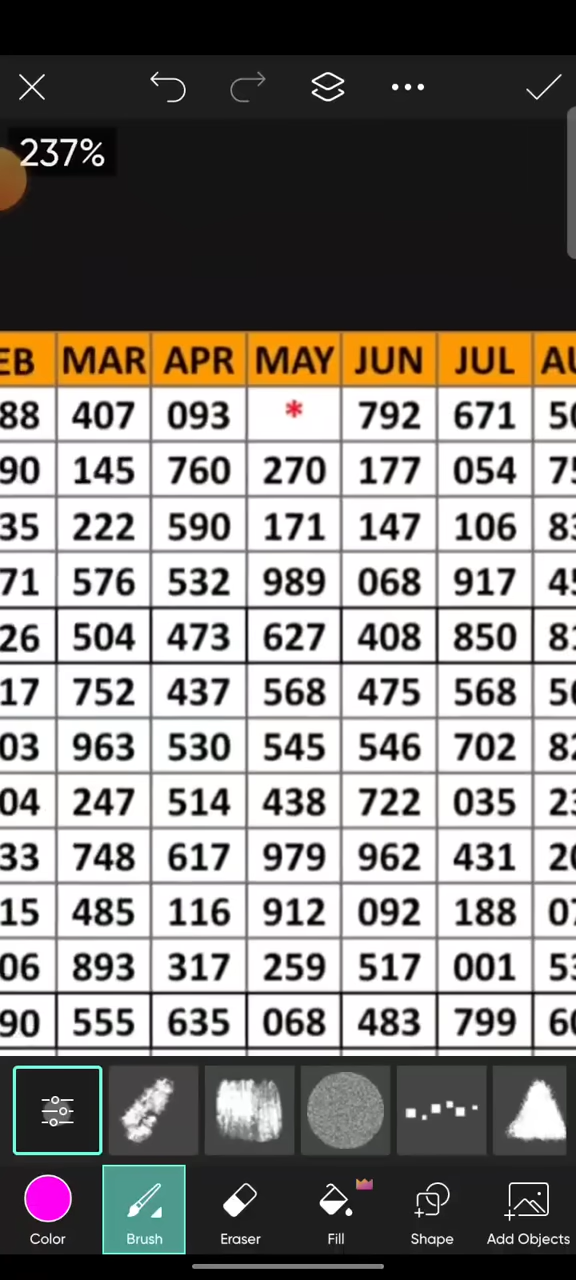 237%
EB MAR APR MAY JUN JUL AU
88 407 093 * 792 671 50
90 145 760 270 177 054 75
35 222 590 171 147 106 83
71 576 532 989 068 917 45
26 504 473 627 408 850 81
17 752 437 568 475 568 56
03 963 530 545 546 702 82
04 247 514 438 722 035 23
33 748 617 979 962 431 20
15 485 116 912 092 188 07
06 893 317 259 517 001 53
90 555 635 068 483 799 60
Color Brush Eraser Fill Shape Add Objects